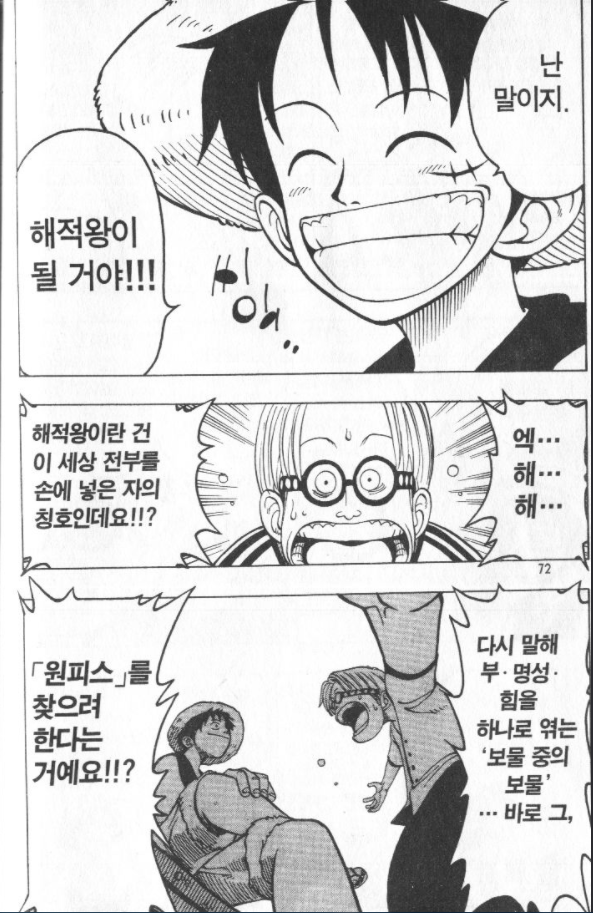 난
말이지.
해적왕이
될 거야!!!
엑…
해…
해…
해적왕이란 건
이 세상 전부를
손에 넣은 자의
칭호인데요!!?
72
다시 말해
부·명성·
힘을
하나로 엮는
‘보물 중의
보물’
… 바로 그,
「원피스」를
찾으려
한다는
거예요!!?